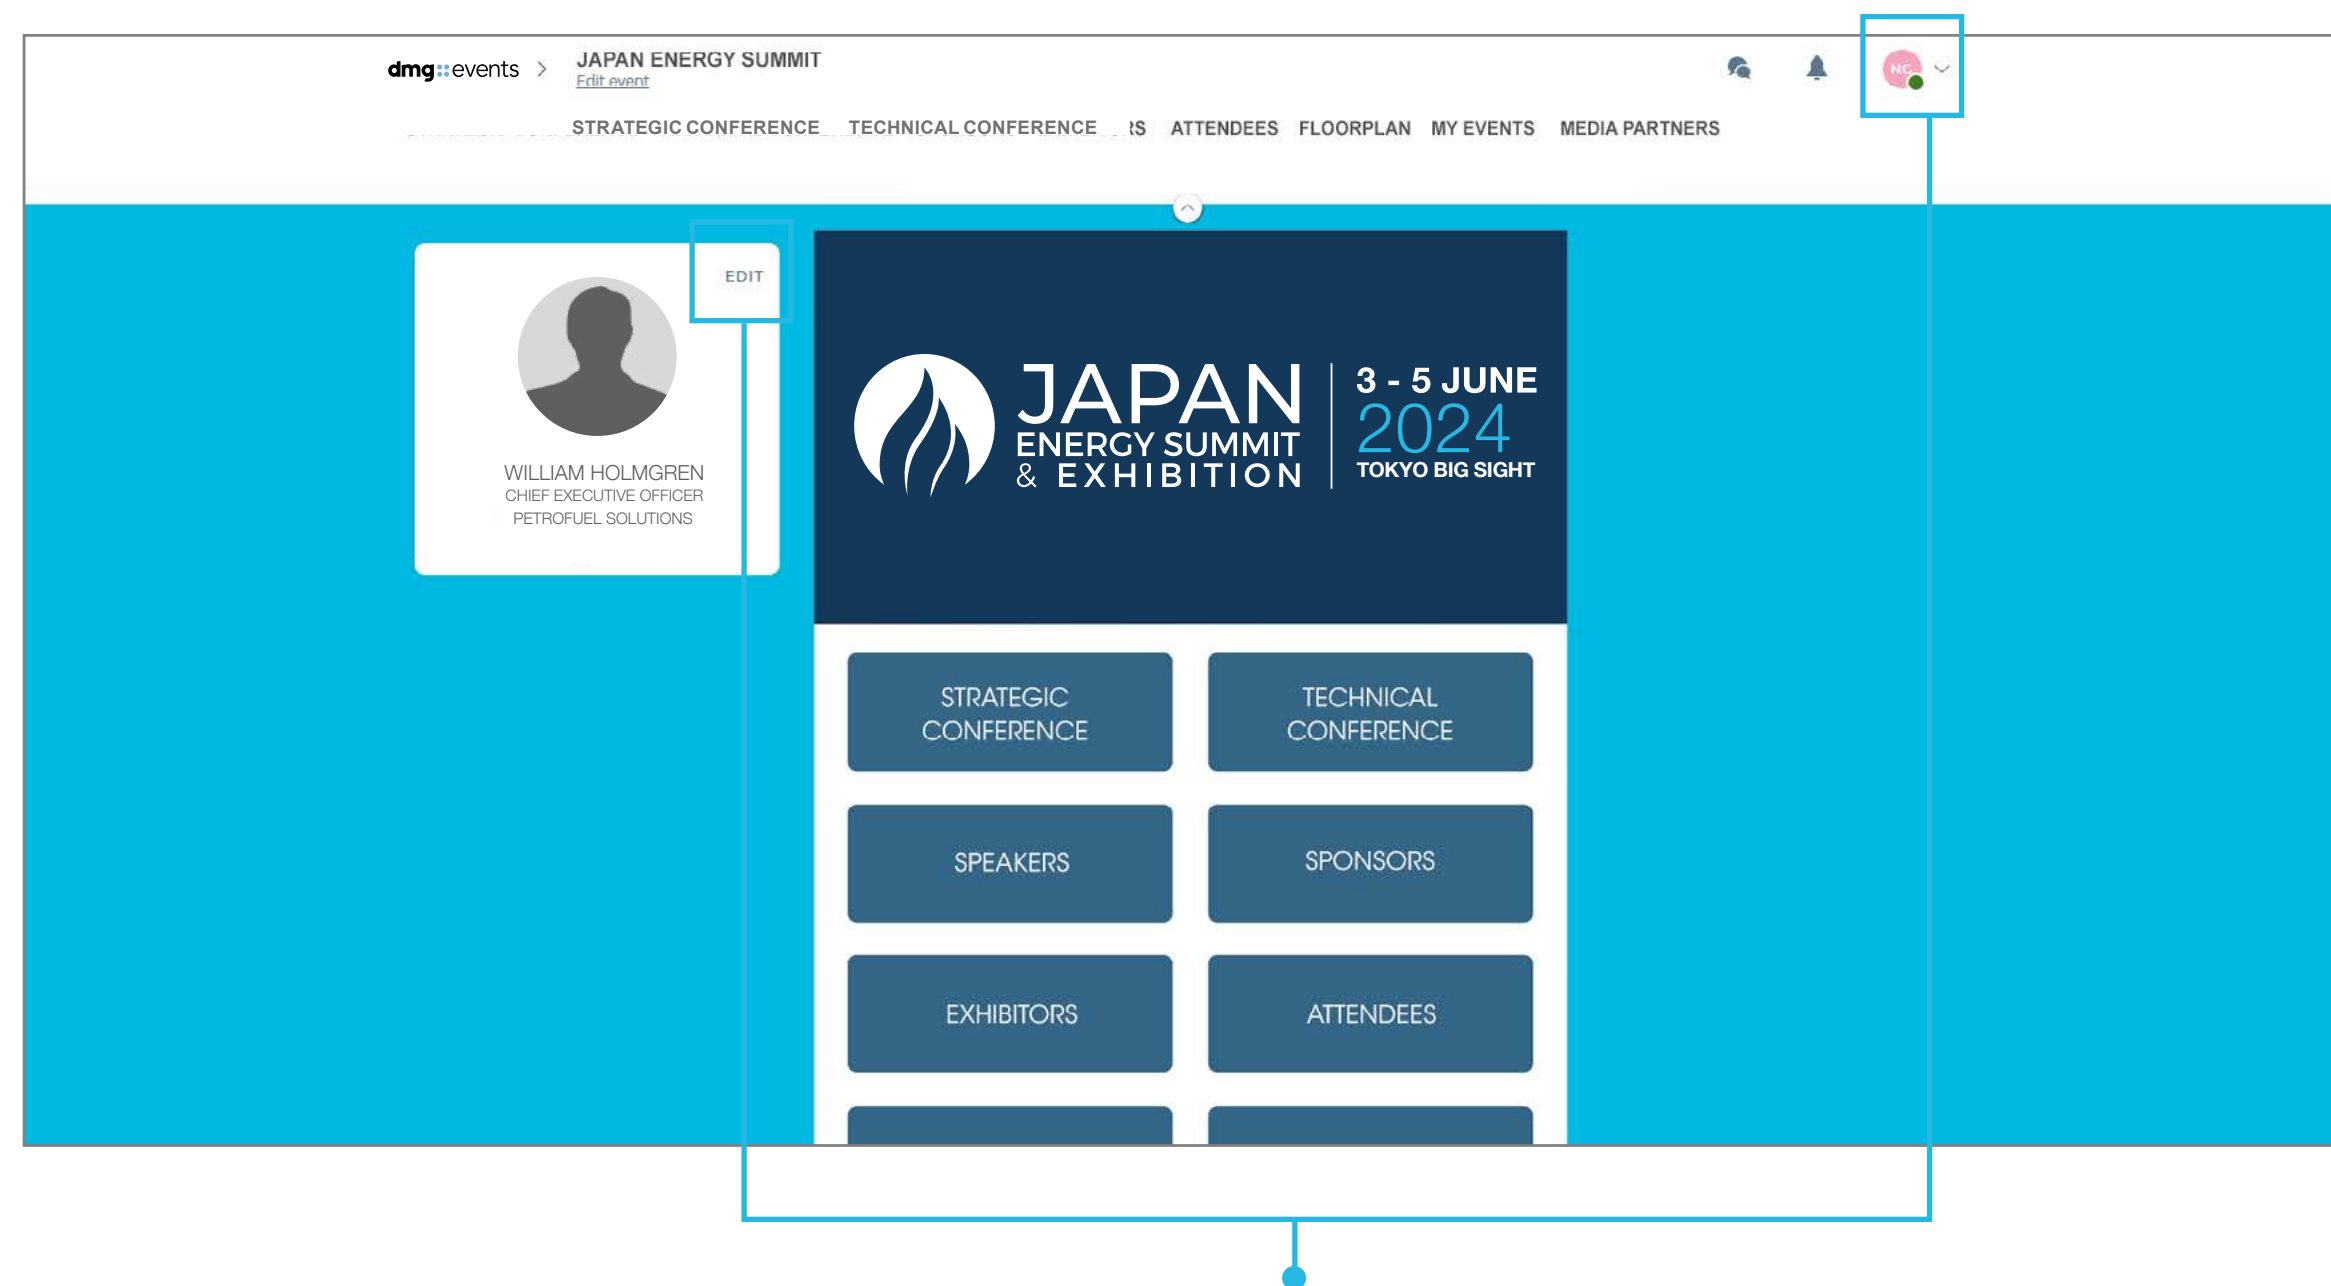 dmg::events > JAPAN ENERGY SUMMIT
Edit event
NG
STRATEGIC CONFERENCE TECHNICAL CONFERENCE RS ATTENDEES FLOORPLAN MY EVENTS MEDIA PARTNERS
EDIT
WILLIAM HOLMGREN
CHIEF EXECUTIVE OFFICER
PETROFUEL SOLUTIONS
JAPAN
ENERGY SUMMIT
& EXHIBITION
3 - 5 JUNE
2024
TOKYO BIG SIGHT
STRATEGIC
CONFERENCE
TECHNICAL
CONFERENCE
SPEAKERS
SPONSORS
EXHIBITORS
ATTENDEES